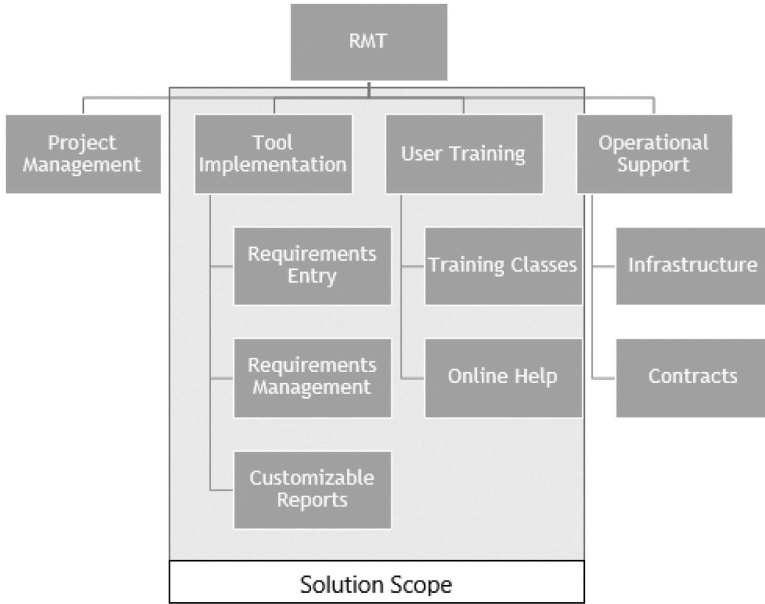 RMT
Project
Management
Tool
Implementation
User Training
Operational
Support
Requirements
Entry
Training Classes
Infrastructure
Requirements
Management
Online Help
Contracts
Customizable
Reports
Solution Scope